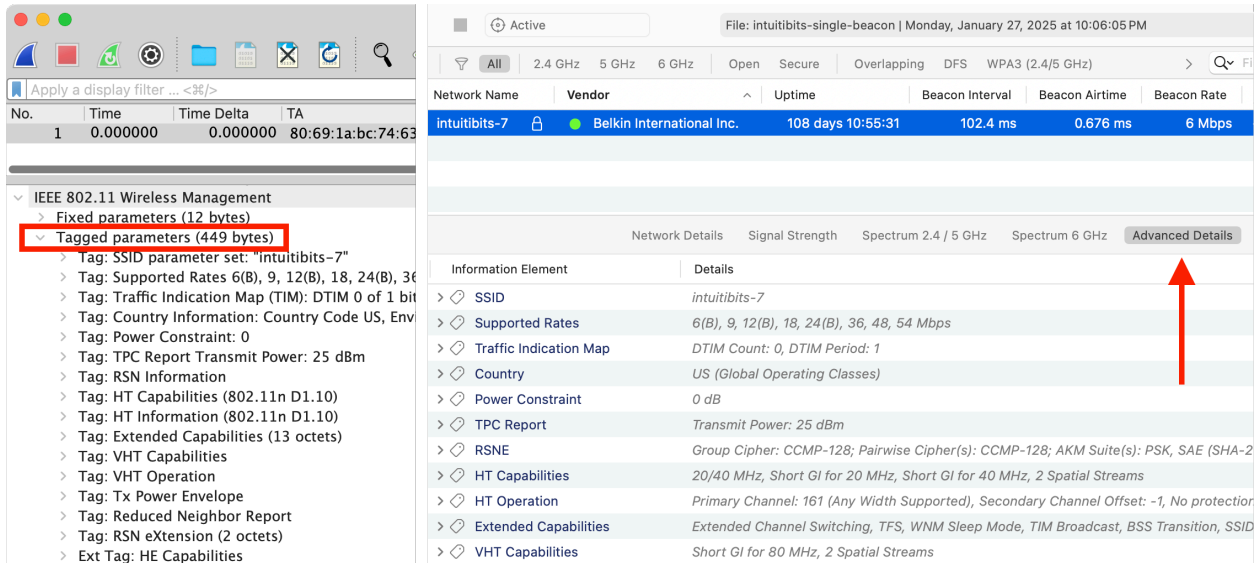 Apply a display filter ... <⌘/>
No. Time Time Delta TA
1 0.000000 0.000000 80:69:1a:bc:74:63
IEEE 802.11 Wireless Management
Fixed parameters (12 bytes)
Tagged parameters (449 bytes)
Tag: SSID parameter set: "intuitibits-7"
Tag: Supported Rates 6(B), 9, 12(B), 18, 24(B), 36
Tag: Traffic Indication Map (TIM): DTIM 0 of 1 bit
Tag: Country Information: Country Code US, Envi
Tag: Power Constraint: 0
Tag: TPC Report Transmit Power: 25 dBm
Tag: RSN Information
Tag: HT Capabilities (802.11n D1.10)
Tag: HT Information (802.11n D1.10)
Tag: Extended Capabilities (13 octets)
Tag: VHT Capabilities
Tag: VHT Operation
Tag: Tx Power Envelope
Tag: Reduced Neighbor Report
Tag: RSN eXtension (2 octets)
Ext Tag: HE Capabilities
Active File: intuitibits-single-beacon | Monday, January 27, 2025 at 10:06:05 PM
All 2.4 GHz 5 GHz 6 GHz Open Secure Overlapping DFS WPA3 (2.4/5 GHz) Fi
Network Name Vendor Uptime Beacon Interval Beacon Airtime Beacon Rate
intuitibits-7 Belkin International Inc. 108 days 10:55:31 102.4 ms 0.676 ms 6 Mbps
Network Details Signal Strength Spectrum 2.4 / 5 GHz Spectrum 6 GHz Advanced Details
Information Element Details
SSID intuitibits-7
Supported Rates 6(B), 9, 12(B), 18, 24(B), 36, 48, 54 Mbps
Traffic Indication Map DTIM Count: 0, DTIM Period: 1
Country US (Global Operating Classes)
Power Constraint 0 dB
TPC Report Transmit Power: 25 dBm
RSNE Group Cipher: CCMP-128; Pairwise Cipher(s): CCMP-128; AKM Suite(s): PSK, SAE (SHA-2
HT Capabilities 20/40 MHz, Short GI for 20 MHz, Short GI for 40 MHz, 2 Spatial Streams
HT Operation Primary Channel: 161 (Any Width Supported), Secondary Channel Offset: -1, No protection
Extended Capabilities Extended Channel Switching, TFS, WNM Sleep Mode, TIM Broadcast, BSS Transition, SSID
VHT Capabilities Short GI for 80 MHz, 2 Spatial Streams